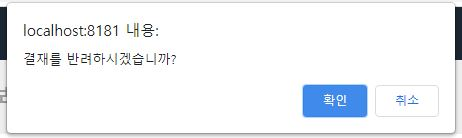 localhost:8181 내용:
결재를 반려하시겠습니까?
확인 취소